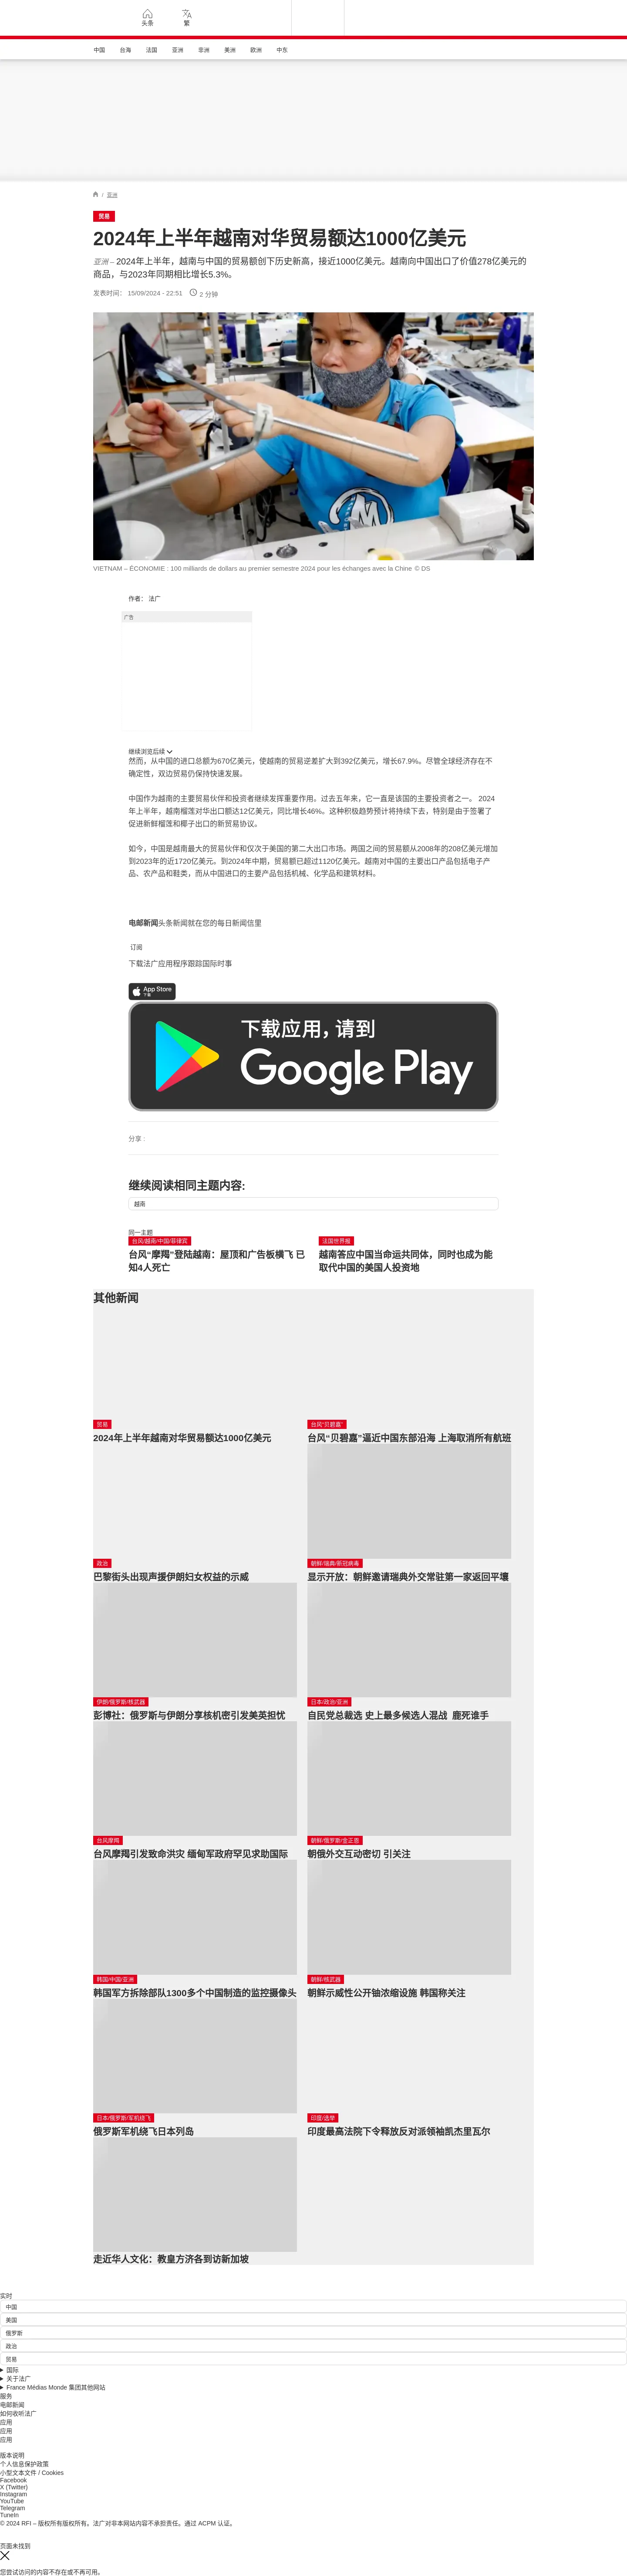 头条
繁
中国
台海
法国
亚洲
非洲
美洲
欧洲
中东
/ 亚洲
贸易
2024年上半年越南对华贸易额达1000亿美元
亚洲 – 2024年上半年，越南与中国的贸易额创下历史新高，接近1000亿美元。越南向中国出口了价值278亿美元的
商品，与2023年同期相比增长5.3%。
发表时间： 15/09/2024 - 22:51
2 分钟
VIETNAM – ÉCONOMIE : 100 milliards de dollars au premier semestre 2024 pour les échanges avec la Chine © DS
作者： 法广
广告
继续浏览后续
然而，从中国的进口总额为670亿美元，使越南的贸易逆差扩大到392亿美元，增长67.9%。尽管全球经济存在不
确定性，双边贸易仍保持快速发展。
中国作为越南的主要贸易伙伴和投资者继续发挥重要作用。过去五年来，它一直是该国的主要投资者之一。 2024
年上半年，越南榴莲对华出口额达12亿美元，同比增长46%。这种积极趋势预计将持续下去，特别是由于签署了
促进新鲜榴莲和椰子出口的新贸易协议。
如今，中国是越南最大的贸易伙伴和仅次于美国的第二大出口市场。两国之间的贸易额从2008年的208亿美元增加
到2023年的近1720亿美元。到2024年中期，贸易额已超过1120亿美元。越南对中国的主要出口产品包括电子产
品、农产品和鞋类，而从中国进口的主要产品包括机械、化学品和建筑材料。
电邮新闻头条新闻就在您的每日新闻信里
订阅
下载法广应用程序跟踪国际时事
App Store
下载
下载应用，请到
Google Play
分享 :
继续阅读相同主题内容:
越南
同一主题
台风/越南/中国/菲律宾
台风“摩羯”登陆越南：屋顶和广告板横飞 已
知4人死亡
法国世界报
越南答应中国当命运共同体，同时也成为能
取代中国的美国人投资地
其他新闻
贸易
2024年上半年越南对华贸易额达1000亿美元
台风“贝碧嘉”
台风“贝碧嘉”逼近中国东部沿海 上海取消所有航班
政治
巴黎街头出现声援伊朗妇女权益的示威
朝鲜/瑞典/新冠病毒
显示开放：朝鲜邀请瑞典外交常驻第一家返回平壤
伊朗/俄罗斯/核武器
彭博社：俄罗斯与伊朗分享核机密引发美英担忧
日本/政治/亚洲
自民党总裁选 史上最多候选人混战 鹿死谁手
台风摩羯
台风摩羯引发致命洪灾 缅甸军政府罕见求助国际
朝鲜/俄罗斯/金正恩
朝俄外交互动密切 引关注
韩国/中国/亚洲
韩国军方拆除部队1300多个中国制造的监控摄像头
朝鲜/核武器
朝鲜示威性公开铀浓缩设施 韩国称关注
日本/俄罗斯/军机绕飞
俄罗斯军机绕飞日本列岛
印度/选举
印度最高法院下令释放反对派领袖凯杰里瓦尔
走近华人文化：教皇方济各到访新加坡
实时
中国
美国
俄罗斯
政治
贸易
国际
关于法广
France Médias Monde 集团其他网站
服务
电邮新闻
如何收听法广
应用
应用
应用
版本说明
个人信息保护政策
小型文本文件 / Cookies
Facebook
X (Twitter)
Instagram
YouTube
Telegram
TuneIn
© 2024 RFI – 版权所有版权所有。法广对非本网站内容不承担责任。通过 ACPM 认证。
页面未找到
您尝试访问的内容不存在或不再可用。